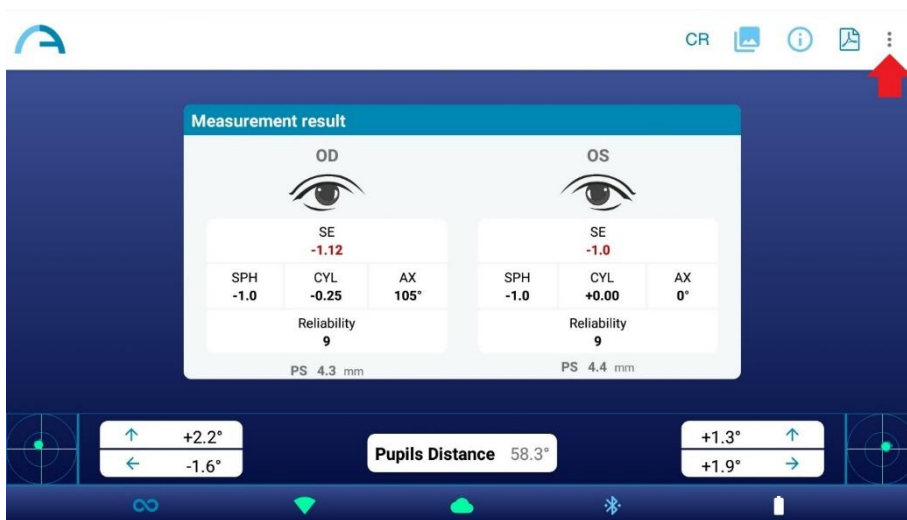 CR
Measurement result
OD
OS
SE
-1.12
SE
-1.0
SPH CYL AX
-1.0 -0.25 105°
SPH CYL AX
-1.0 +0.00 0°
Reliability
9
Reliability
9
PS 4.3 mm
PS 4.4 mm
+2.2°
-1.6°
Pupils Distance 58.3°
+1.3°
+1.9°